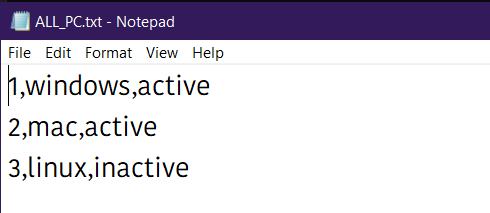 ALL_PC.txt - Notepad
File Edit Format View Help
1,windows,active
2,mac,active
3,linux,inactive